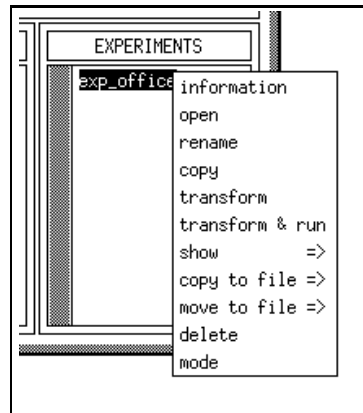 EXPERIMENTS
exp_office
information
open
rename
copy
transform
transform & run
show =>
copy to file =>
move to file =>
delete
mode